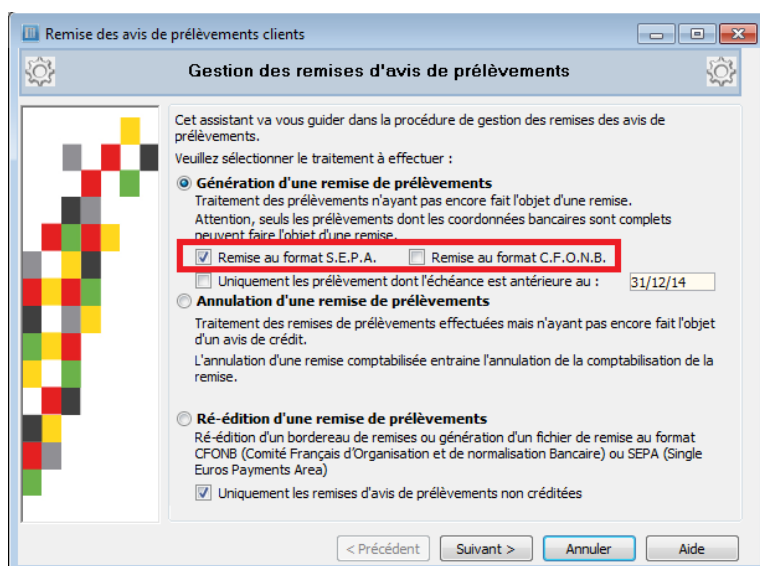 Remise des avis de prélèvements clients
Gestion des remises d'avis de prélèvements
Cet assistant va vous guider dans la procédure de gestion des remises des avis de
prélèvements.
Veuillez sélectionner le traitement à effectuer :
Génération d'une remise de prélèvements
Traitement des prélèvements n'ayant pas encore fait l'objet d'une remise.
Attention, seuls les prélèvements dont les coordonnées bancaires sont complets
peuvent faire l'objet d'une remise.
Remise au format S.E.P.A. Remise au format C.F.O.N.B.
Uniquement les prélèvement dont l'échéance est antérieure au : 31/12/14
Annulation d'une remise de prélèvements
Traitement des remises de prélèvements effectuées mais n'ayant pas encore fait l'objet
d'un avis de crédit.
L'annulation d'une remise comptabilisée entraine l'annulation de la comptabilisation de la
remise.
Ré-édition d'une remise de prélèvements
Ré-édition d'un bordereau de remises ou génération d'un fichier de remise au format
CFONB (Comité Français d'Organisation et de normalisation Bancaire) ou SEPA (Single
Euros Payments Area)
Uniquement les remises d'avis de prélèvements non créditées
< Précédent Suivant > Annuler Aide